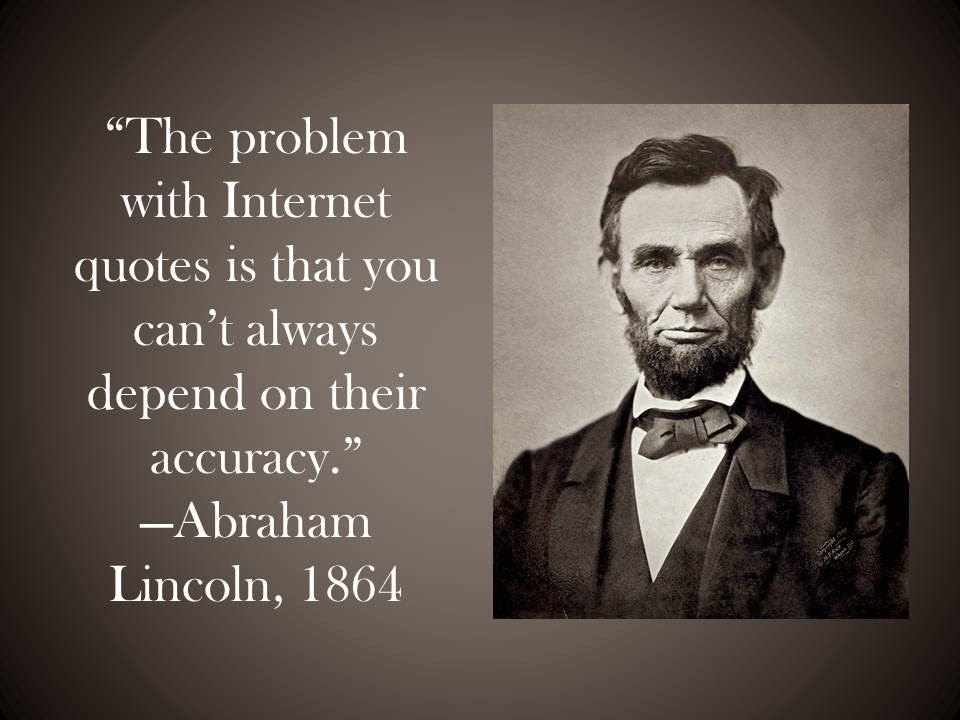 “The problem
with Internet
quotes is that you
can’t always
depend on their
accuracy.”
—Abraham
Lincoln, 1864